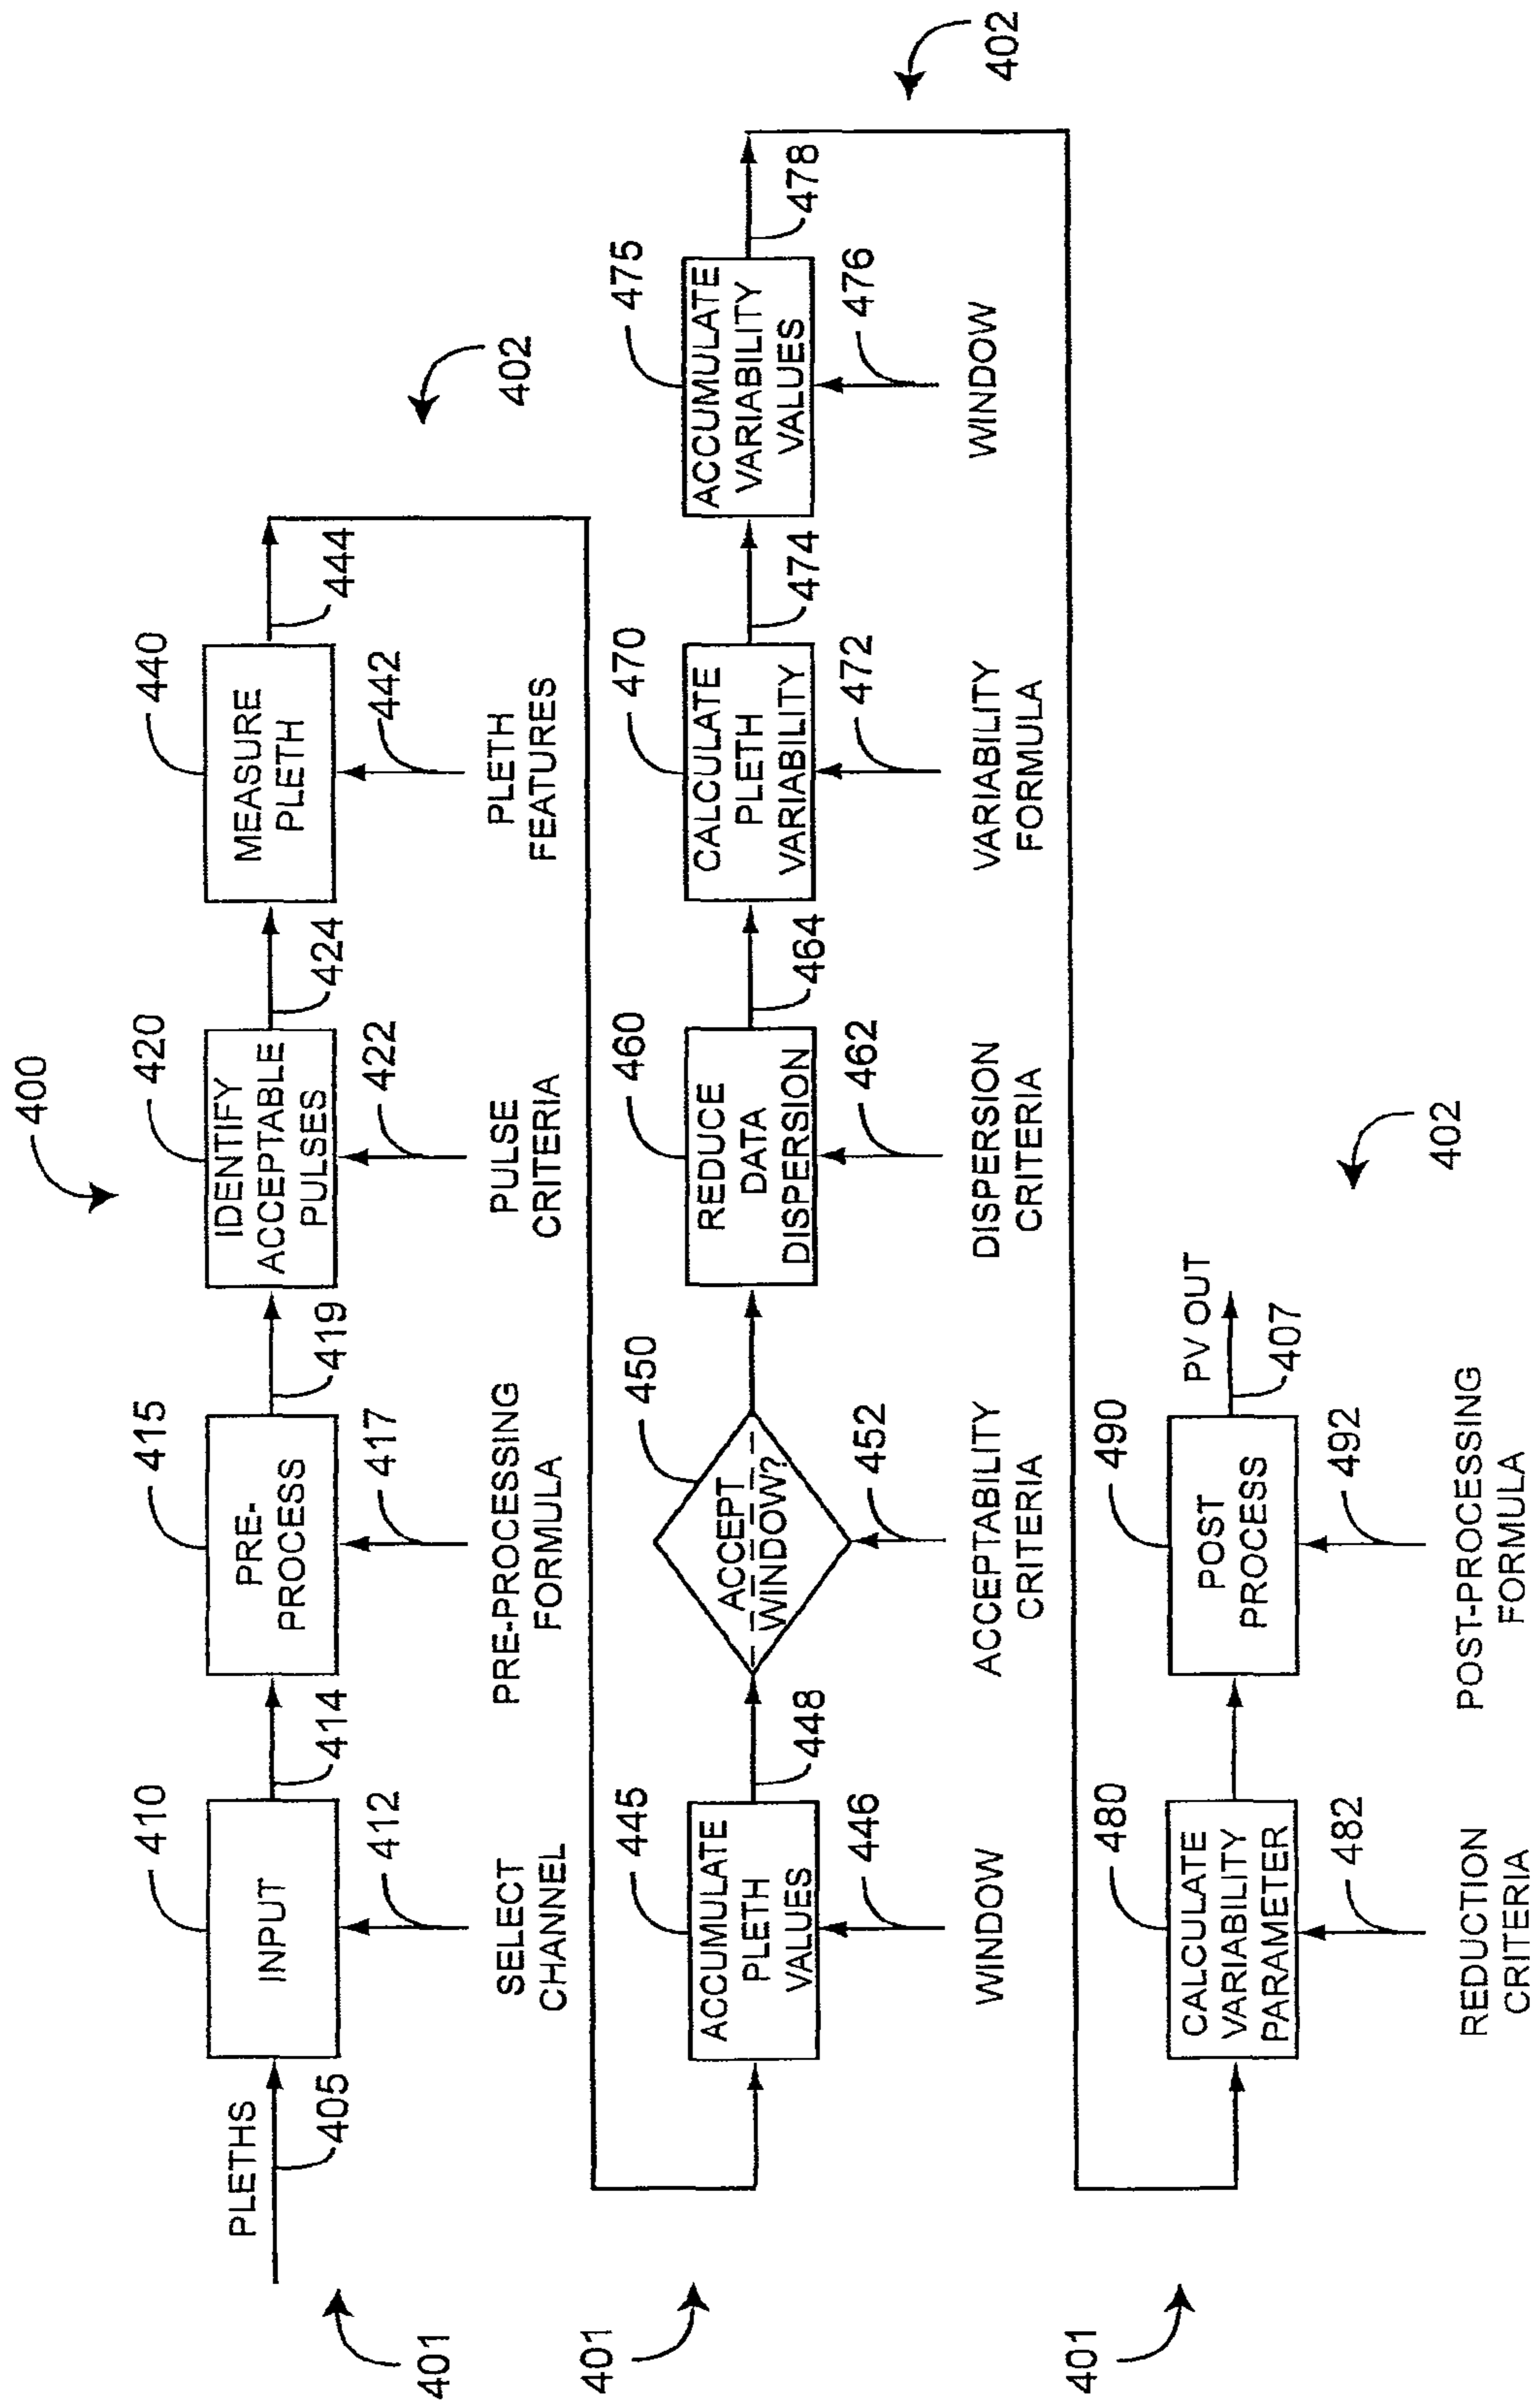 400
410
415
420
440
PLETHS
INPUT
PRE-
PROCESS
IDENTIFY
ACCEPTABLE
PULSES
MEASURE
PLETH
405
414
419
424
444
412
417
422
442
SELECT
CHANNEL
PRE-PROCESSING
FORMULA
PULSE
CRITERIA
PLETH
FEATURES
401
402
445
450
460
470
475
ACCUMULATE
PLETH
VALUES
ACCEPT
WINDOW?
REDUCE
DATA
DISPERSION
CALCULATE
PLETH
VARIABILITY
ACCUMULATE
VARIABILITY
VALUES
448
464
474
478
446
452
462
472
476
WINDOW
ACCEPTABILITY
CRITERIA
DISPERSION
CRITERIA
VARIABILITY
FORMULA
WINDOW
401
402
480
490
PV OUT
CALCULATE
VARIABILITY
PARAMETER
POST
PROCESS
407
482
492
REDUCTION
CRITERIA
POST-PROCESSING
FORMULA
401
402